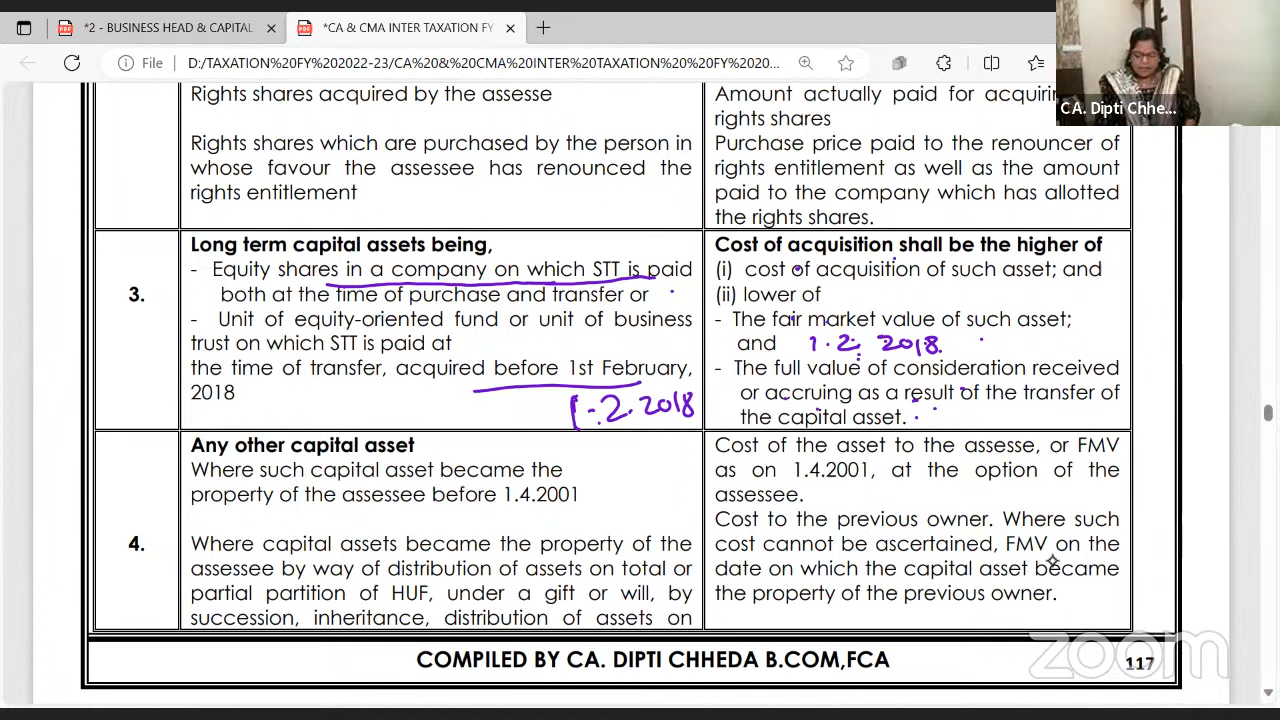 *2 - BUSINESS HEAD & CAPITAL
*CA & CMA INTER TAXATION FY
File
D:/TAXATION%20FY%202022-23/CA%20&%20CMA%20INTER%20TAXATION%20%20FY%2020...
CA. Dipti Chhe...
Rights shares acquired by the assesse
Amount actually paid for acquirin
rights shares
Rights shares which are purchased by the person in
whose favour the assessee has renounced the
rights entitlement
Purchase price paid to the renouncer of
rights entitlement as well as the amount
paid to the company which has allotted
the rights shares.
3.
Long term capital assets being,
- Equity shares in a company on which STT is paid
both at the time of purchase and transfer or
- Unit of equity-oriented fund or unit of business
trust on which STT is paid at
the time of transfer, acquired before 1st February,
2018
1.2.2018
Cost of acquisition shall be the higher of
(i) cost of acquisition of such asset; and
(ii) lower of
- The fair market value of such asset;
and 1.2. 2018.
- The full value of consideration received
or accruing as a result of the transfer of
the capital asset.
4.
Any other capital asset
Where such capital asset became the
property of the assessee before 1.4.2001
Where capital assets became the property of the
assessee by way of distribution of assets on total or
partial partition of HUF, under a gift or will, by
succession, inheritance, distribution of assets on
Cost of the asset to the assesse, or FMV
as on 1.4.2001, at the option of the
assessee.
Cost to the previous owner. Where such
cost cannot be ascertained, FMV on the
date on which the capital asset became
the property of the previous owner.
COMPILED BY CA. DIPTI CHHEDA B.COM,FCA
117
zoom